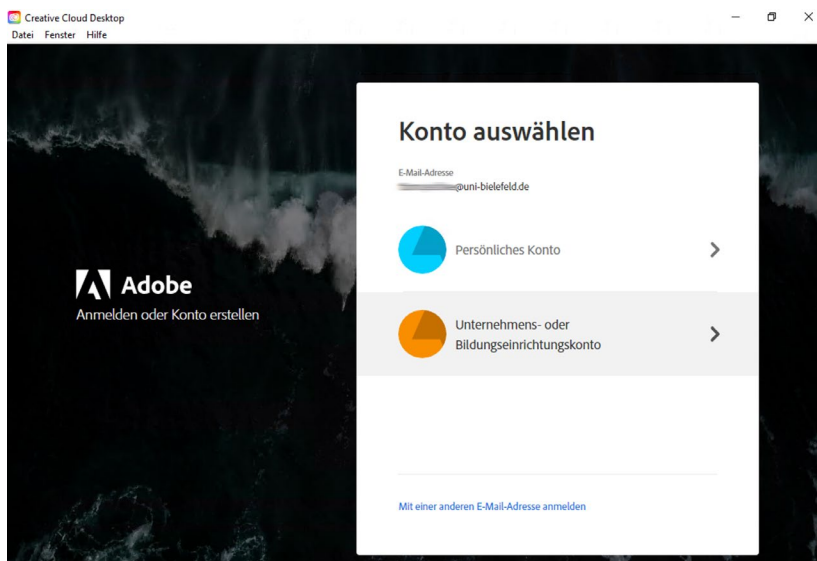 Creative Cloud Desktop
Datei Fenster Hilfe
Konto auswählen
E-Mail-Adresse
@uni-bielefeld.de
Persönliches Konto
Adobe
Anmelden oder Konto erstellen
Unternehmens- oder
Bildungseinrichtungskonto
Mit einer anderen E-Mail-Adresse anmelden